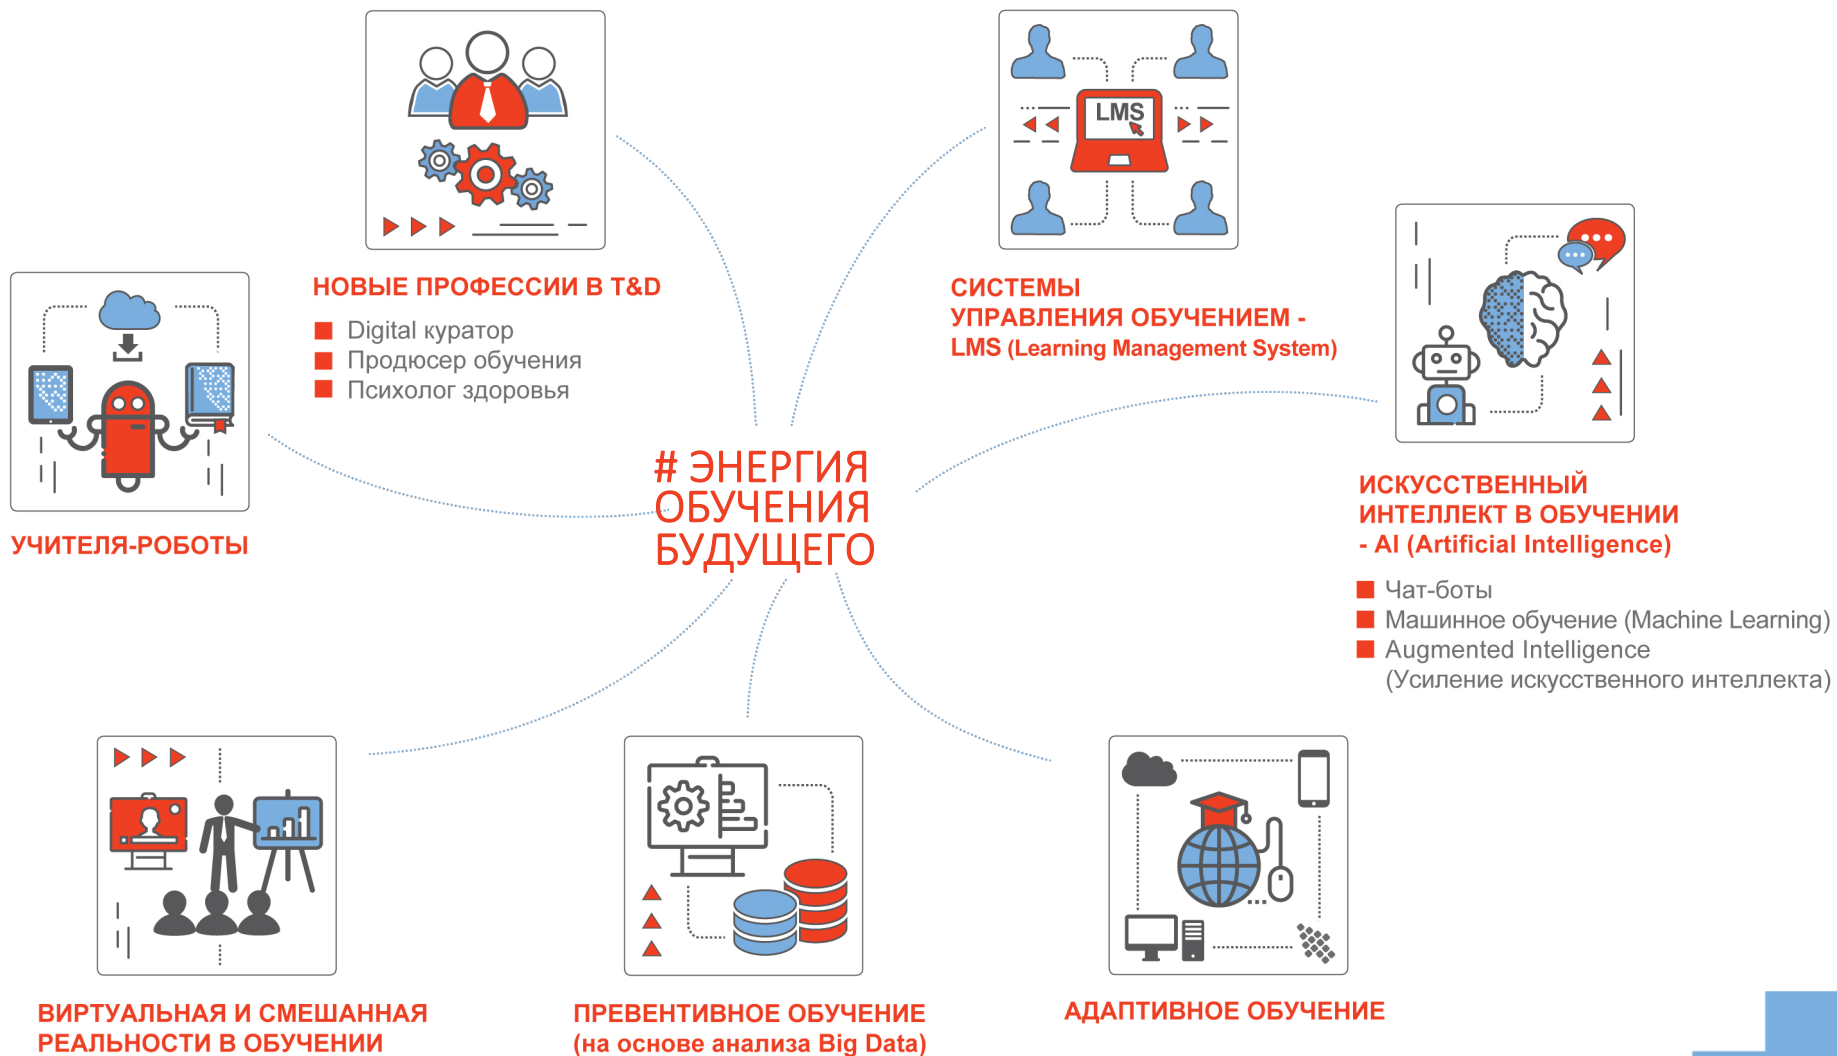 НОВЫЕ ПРОФЕССИИ В T&D
Digital куратор
Продюсер обучения
Психолог здоровья
LMS
СИСТЕМЫ
УПРАВЛЕНИЯ ОБУЧЕНИЕМ -
LMS (Learning Management System)
УЧИТЕЛЯ-РОБОТЫ
# ЭНЕРГИЯ
ОБУЧЕНИЯ
БУДУЩЕГО
ИСКУССТВЕННЫЙ
ИНТЕЛЛЕКТ В ОБУЧЕНИИ
- AI (Artificial Intelligence)
Чат-боты
Машинное обучение (Machine Learning)
Augmented Intelligence
(Усиление искусственного интеллекта)
ВИРТУАЛЬНАЯ И СМЕШАННАЯ
РЕАЛЬНОСТИ В ОБУЧЕНИИ
ПРЕВЕНТИВНОЕ ОБУЧЕНИЕ
(на основе анализа Big Data)
АДАПТИВНОЕ ОБУЧЕНИЕ